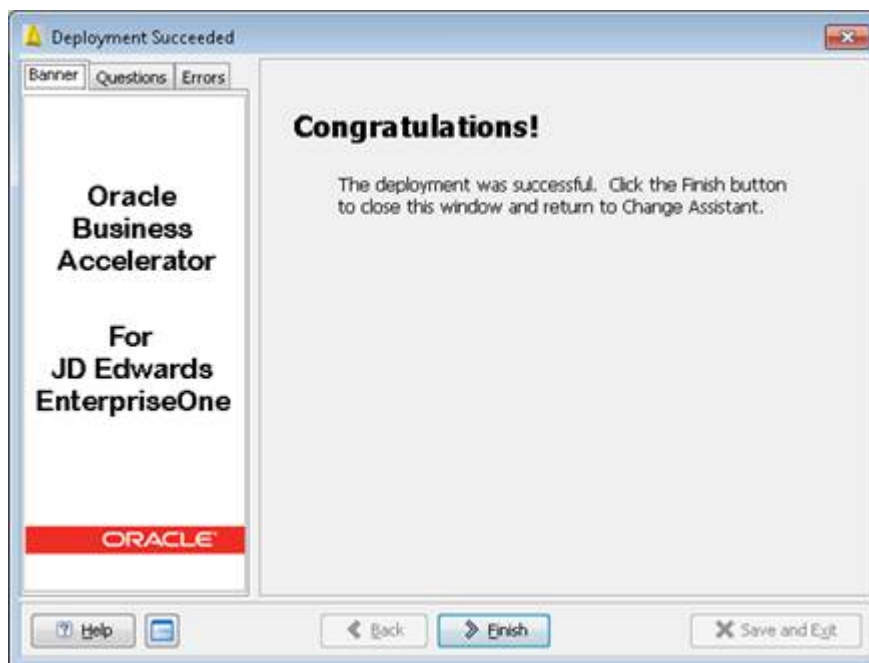 Deployment Succeeded
Banner Questions Errors
Oracle
Business
Accelerator
For
JD Edwards
EnterpriseOne
ORACLE
Congratulations!
The deployment was successful. Click the Finish button
to close this window and return to Change Assistant.
Help Back Finish Save and Exit